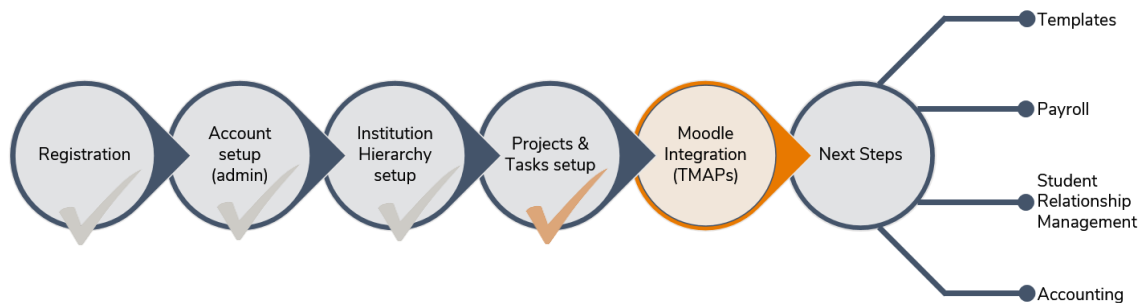 Registration
Account
setup
(admin)
Institution
Hierarchy
setup
Projects &
Tasks setup
Moodle
Integration
(TMAPs)
Next Steps
Templates
Payroll
Student
Relationship
Management
Accounting